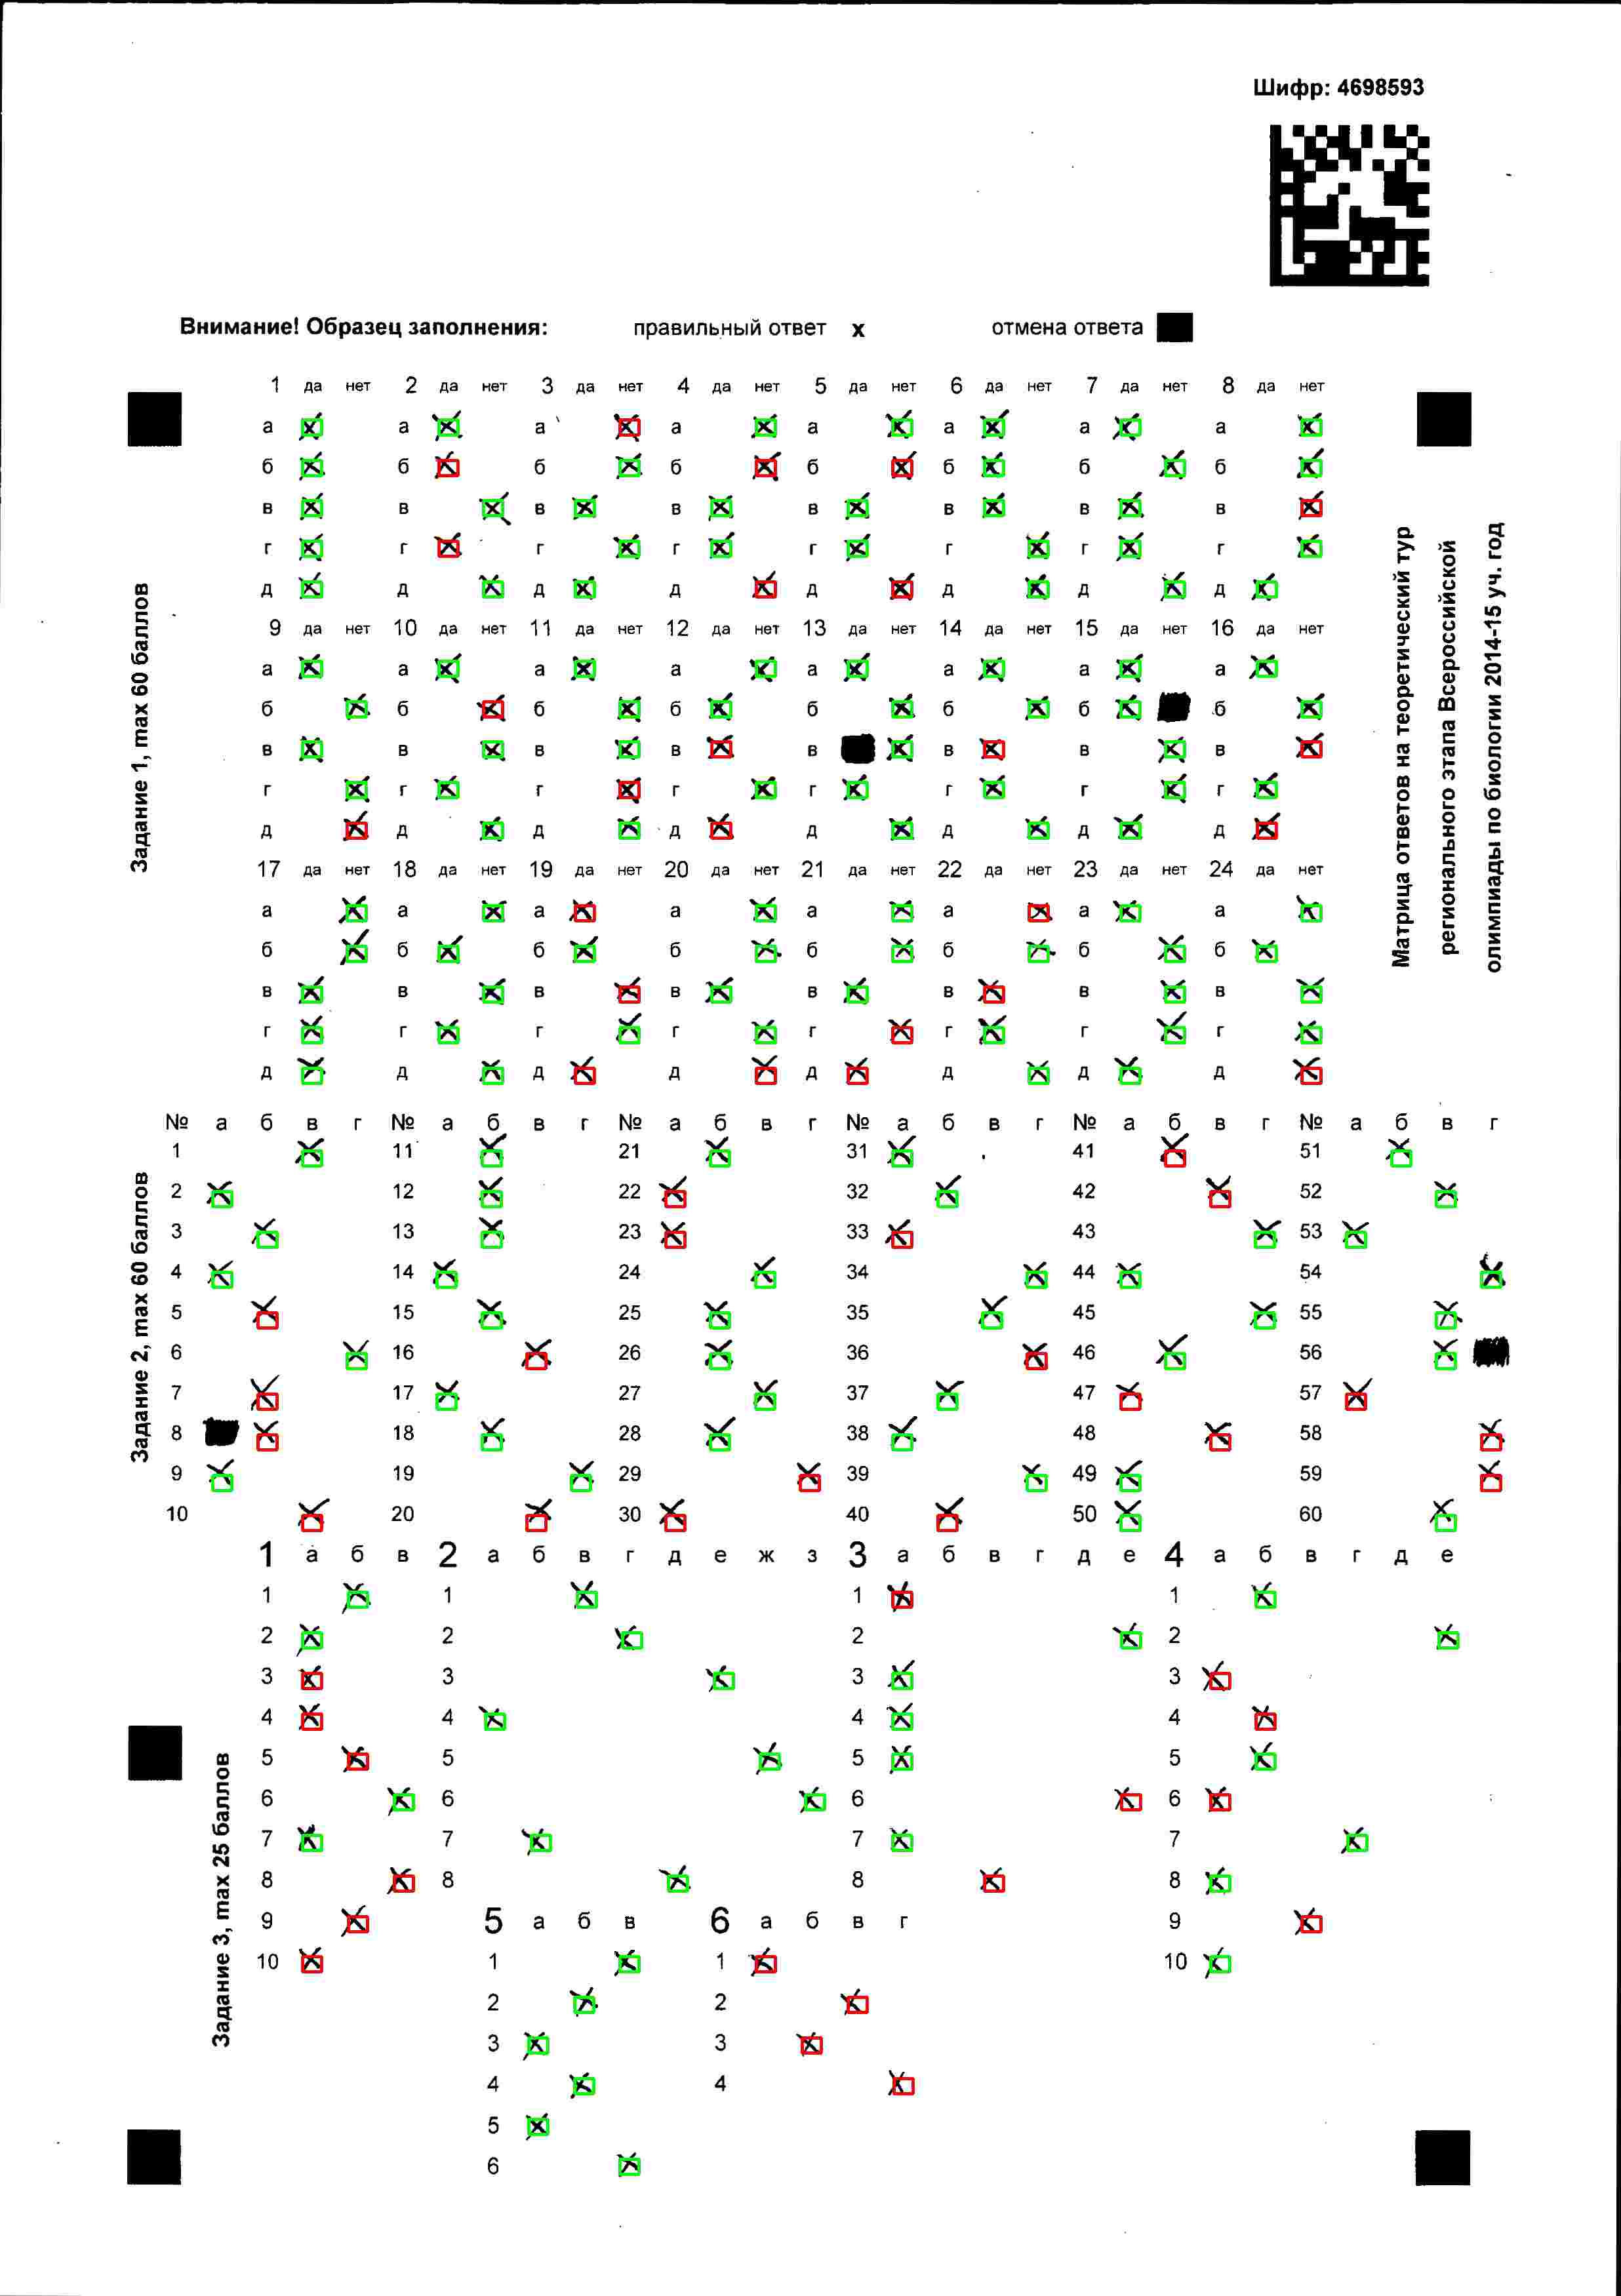 Шифр: 4698593
Внимание! Образец заполнения: правильный ответ x отмена ответа
1 да нет 2 да нет 3 да нет 4 да нет 5 да нет 6 да нет 7 да нет 8 да нет
а а а а а а а а
б б б б б б б б
в в в в в в в в
г г г г г г г г
д д д д д д д д
9 да нет 10 да нет 11 да нет 12 да нет 13 да нет 14 да нет 15 да нет 16 да нет
а а а а а а а а
б б б б б б б б
в в в в в в в в
г г г г г г г г
д д д д д д д д
17 да нет 18 да нет 19 да нет 20 да нет 21 да нет 22 да нет 23 да нет 24 да нет
а а а а а а а а
б б б б б б б б
в в в в в в в в
г г г г г г г г
д д д д д д д д
Задание 1, max 60 баллов
Матрица ответов на теоретический тур
регионального этапа Всероссийской
олимпиады по биологии 2014-15 уч. год
№ а б в г № а б в г № а б в г № а б в г № а б в г № а б в г
1 11 21 31 41 51
2 12 22 32 42 52
3 13 23 33 43 53
4 14 24 34 44 54
5 15 25 35 45 55
6 16 26 36 46 56
7 17 27 37 47 57
8 18 28 38 48 58
9 19 29 39 49 59
10 20 30 40 50 60
Задание 2, max 60 баллов
1 а б в 2 а б в г д е ж з 3 а б в г д е 4 а б в г д е
1 1 1 1
2 2 2 2
3 3 3 3
4 4 4 4
5 5 5 5
6 6 6 6
7 7 7 7
8 8 8 8
9 5 а б в 6 а б в г 9
10 1 1 10
2 2
3 3
4 4
5
6
Задание 3, max 25 баллов